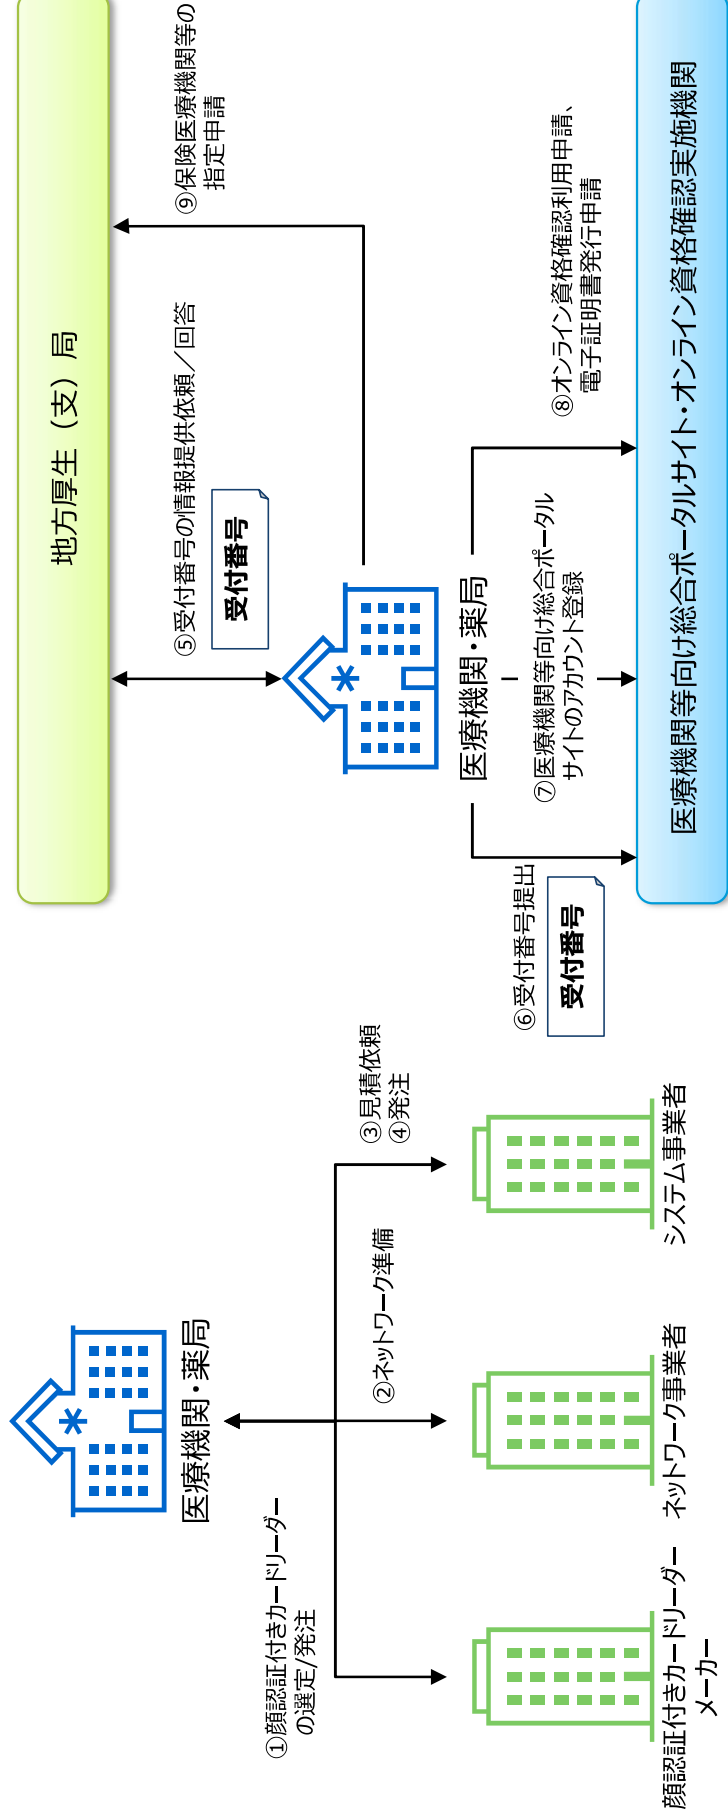 医療機関・薬局
①顔認証付きカードリーダー
の選定/発注
②ネットワーク準備
③見積依頼
④発注
顔認証付きカードリーダー
メーカー
ネットワーク事業者
システム事業者
地方厚生（支）局
⑤受付番号の情報提供依頼／回答
受付番号
⑨保険医療機関等の
指定申請
医療機関・薬局
⑥受付番号提出
受付番号
⑦医療機関等向け総合ポータル
サイトのアカウント登録
⑧オンライン資格確認利用申請、
電子証明書発行申請
医療機関等向け総合ポータルサイト・オンライン資格確認実施機関